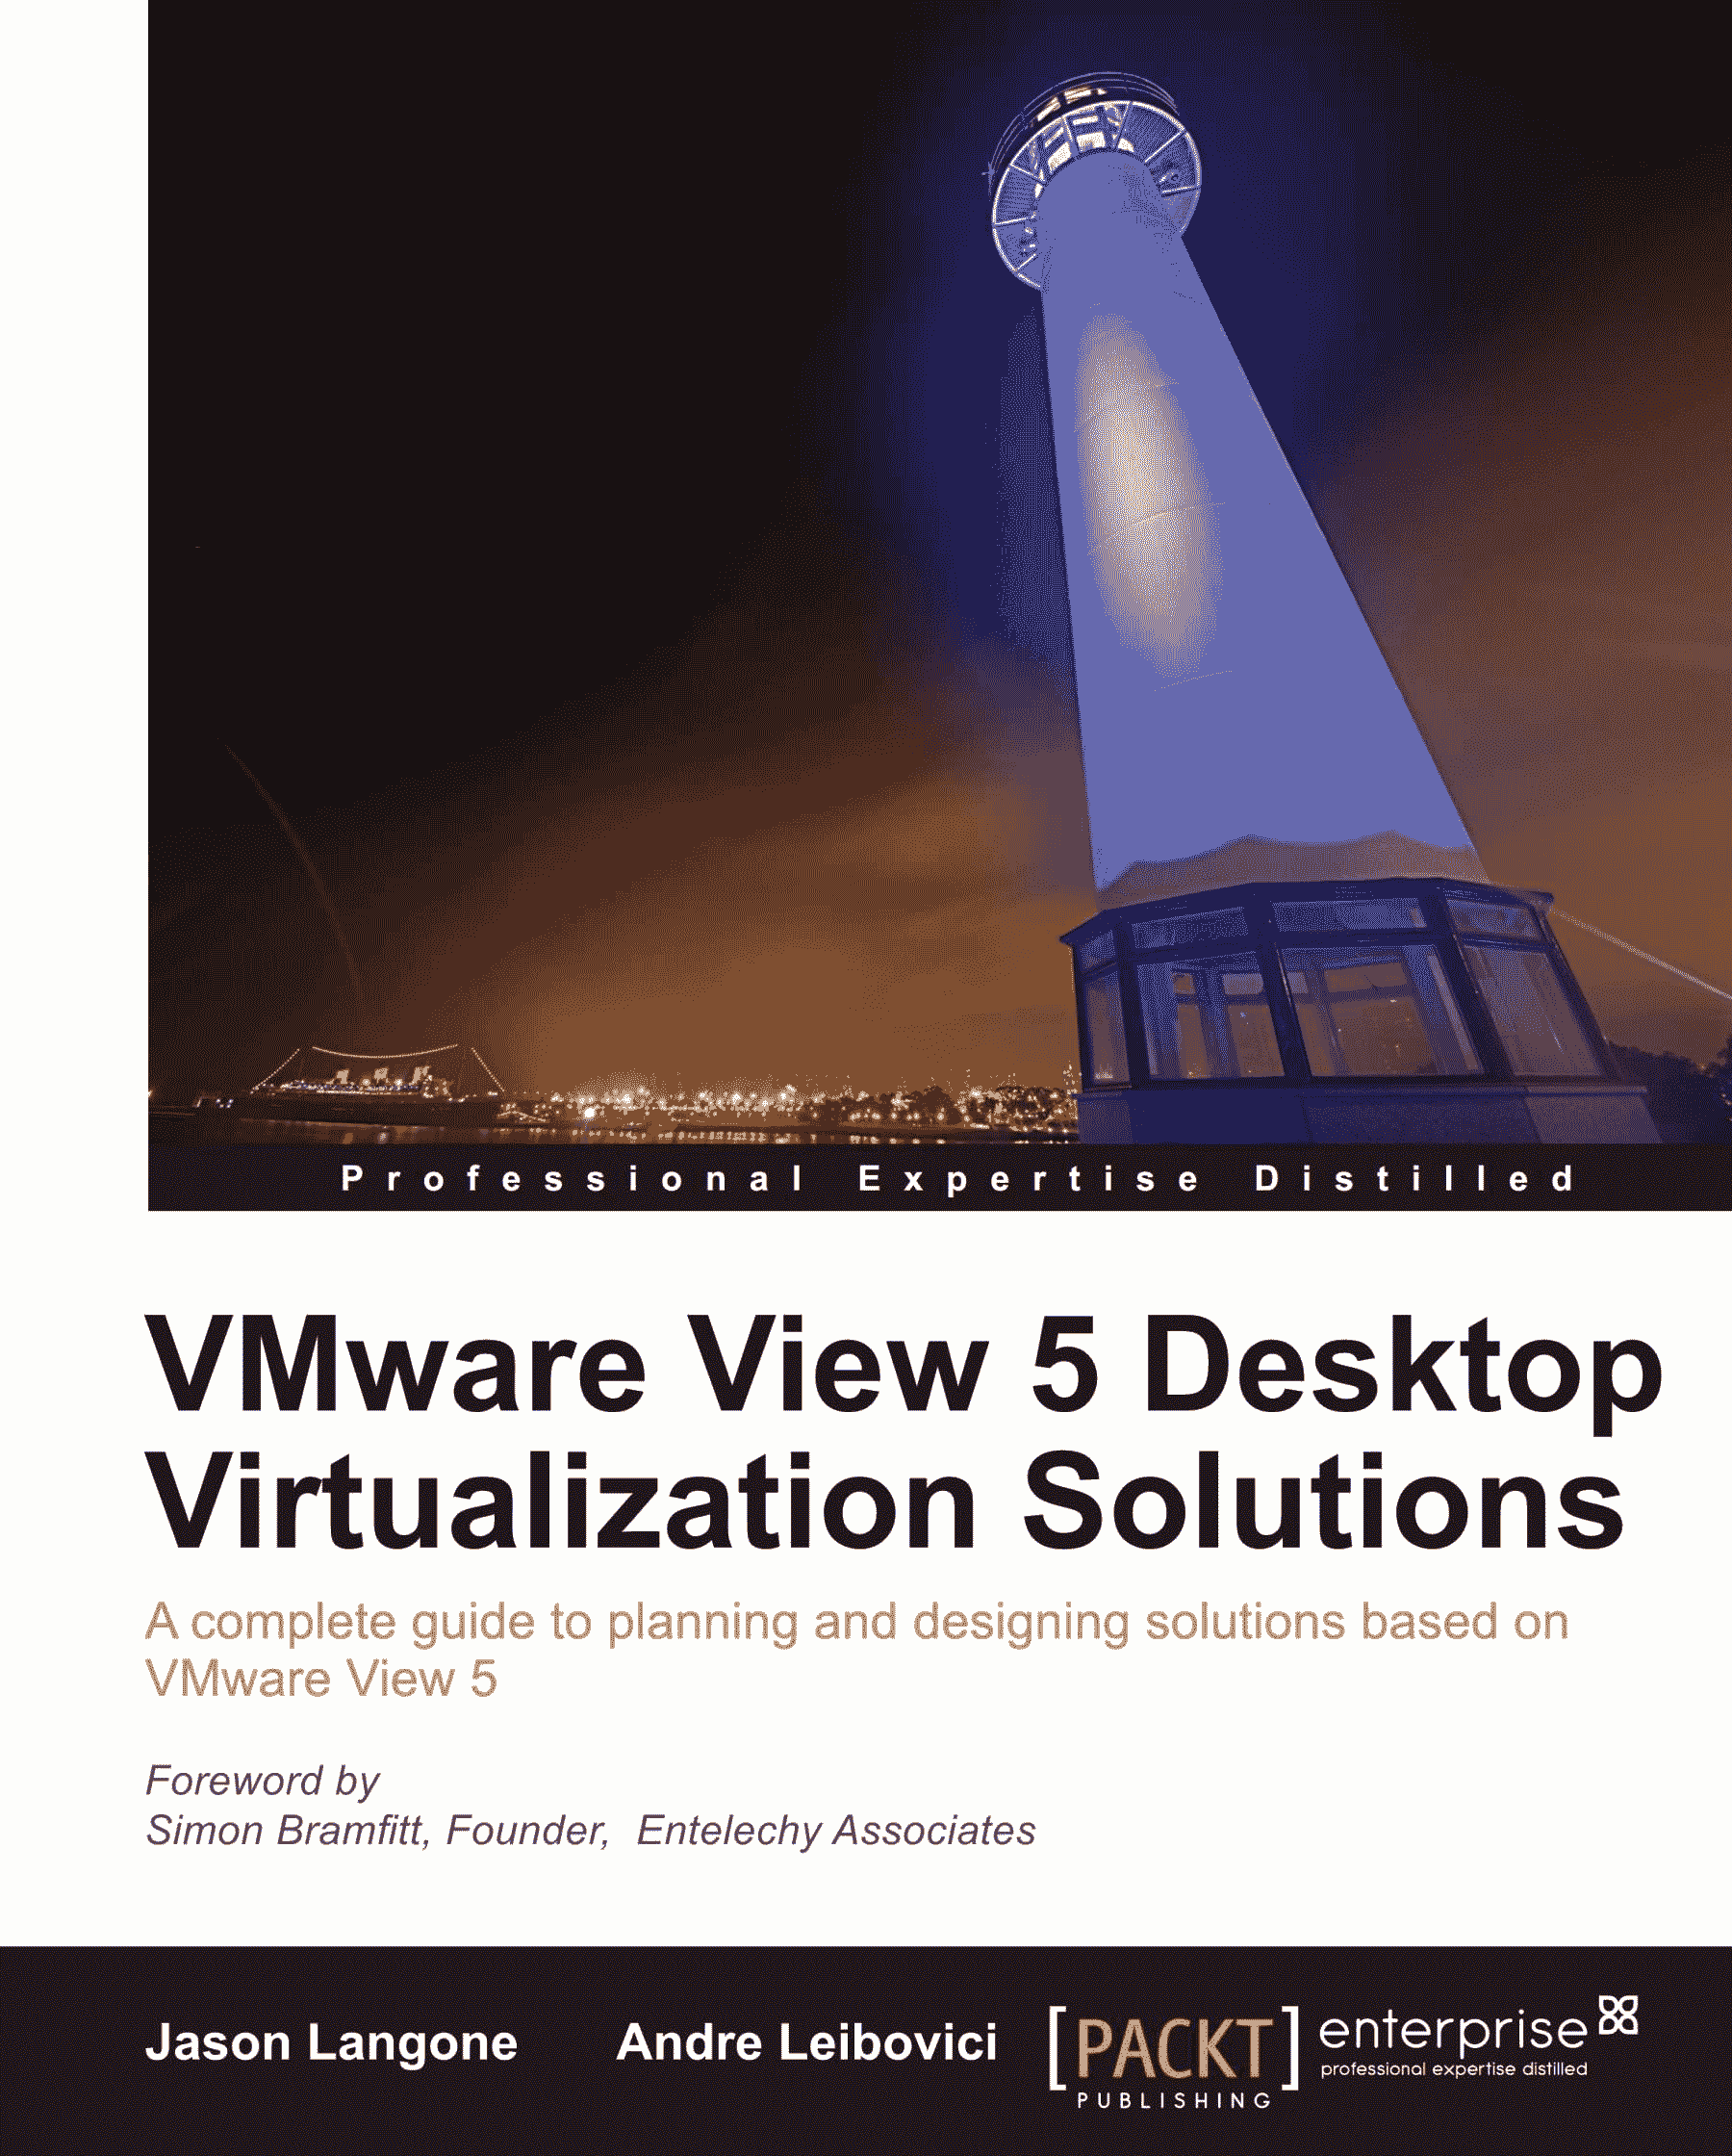 Professional Expertise Distilled
VMware View 5 Desktop
Virtualization Solutions
A complete guide to planning and designing solutions based on
VMware View 5
Foreword by
Simon Bramfitt, Founder, Entelechy Associates
Jason Langone Andre Leibovici
[PACKT]
PUBLISHING
enterprise
professional expertise distilled